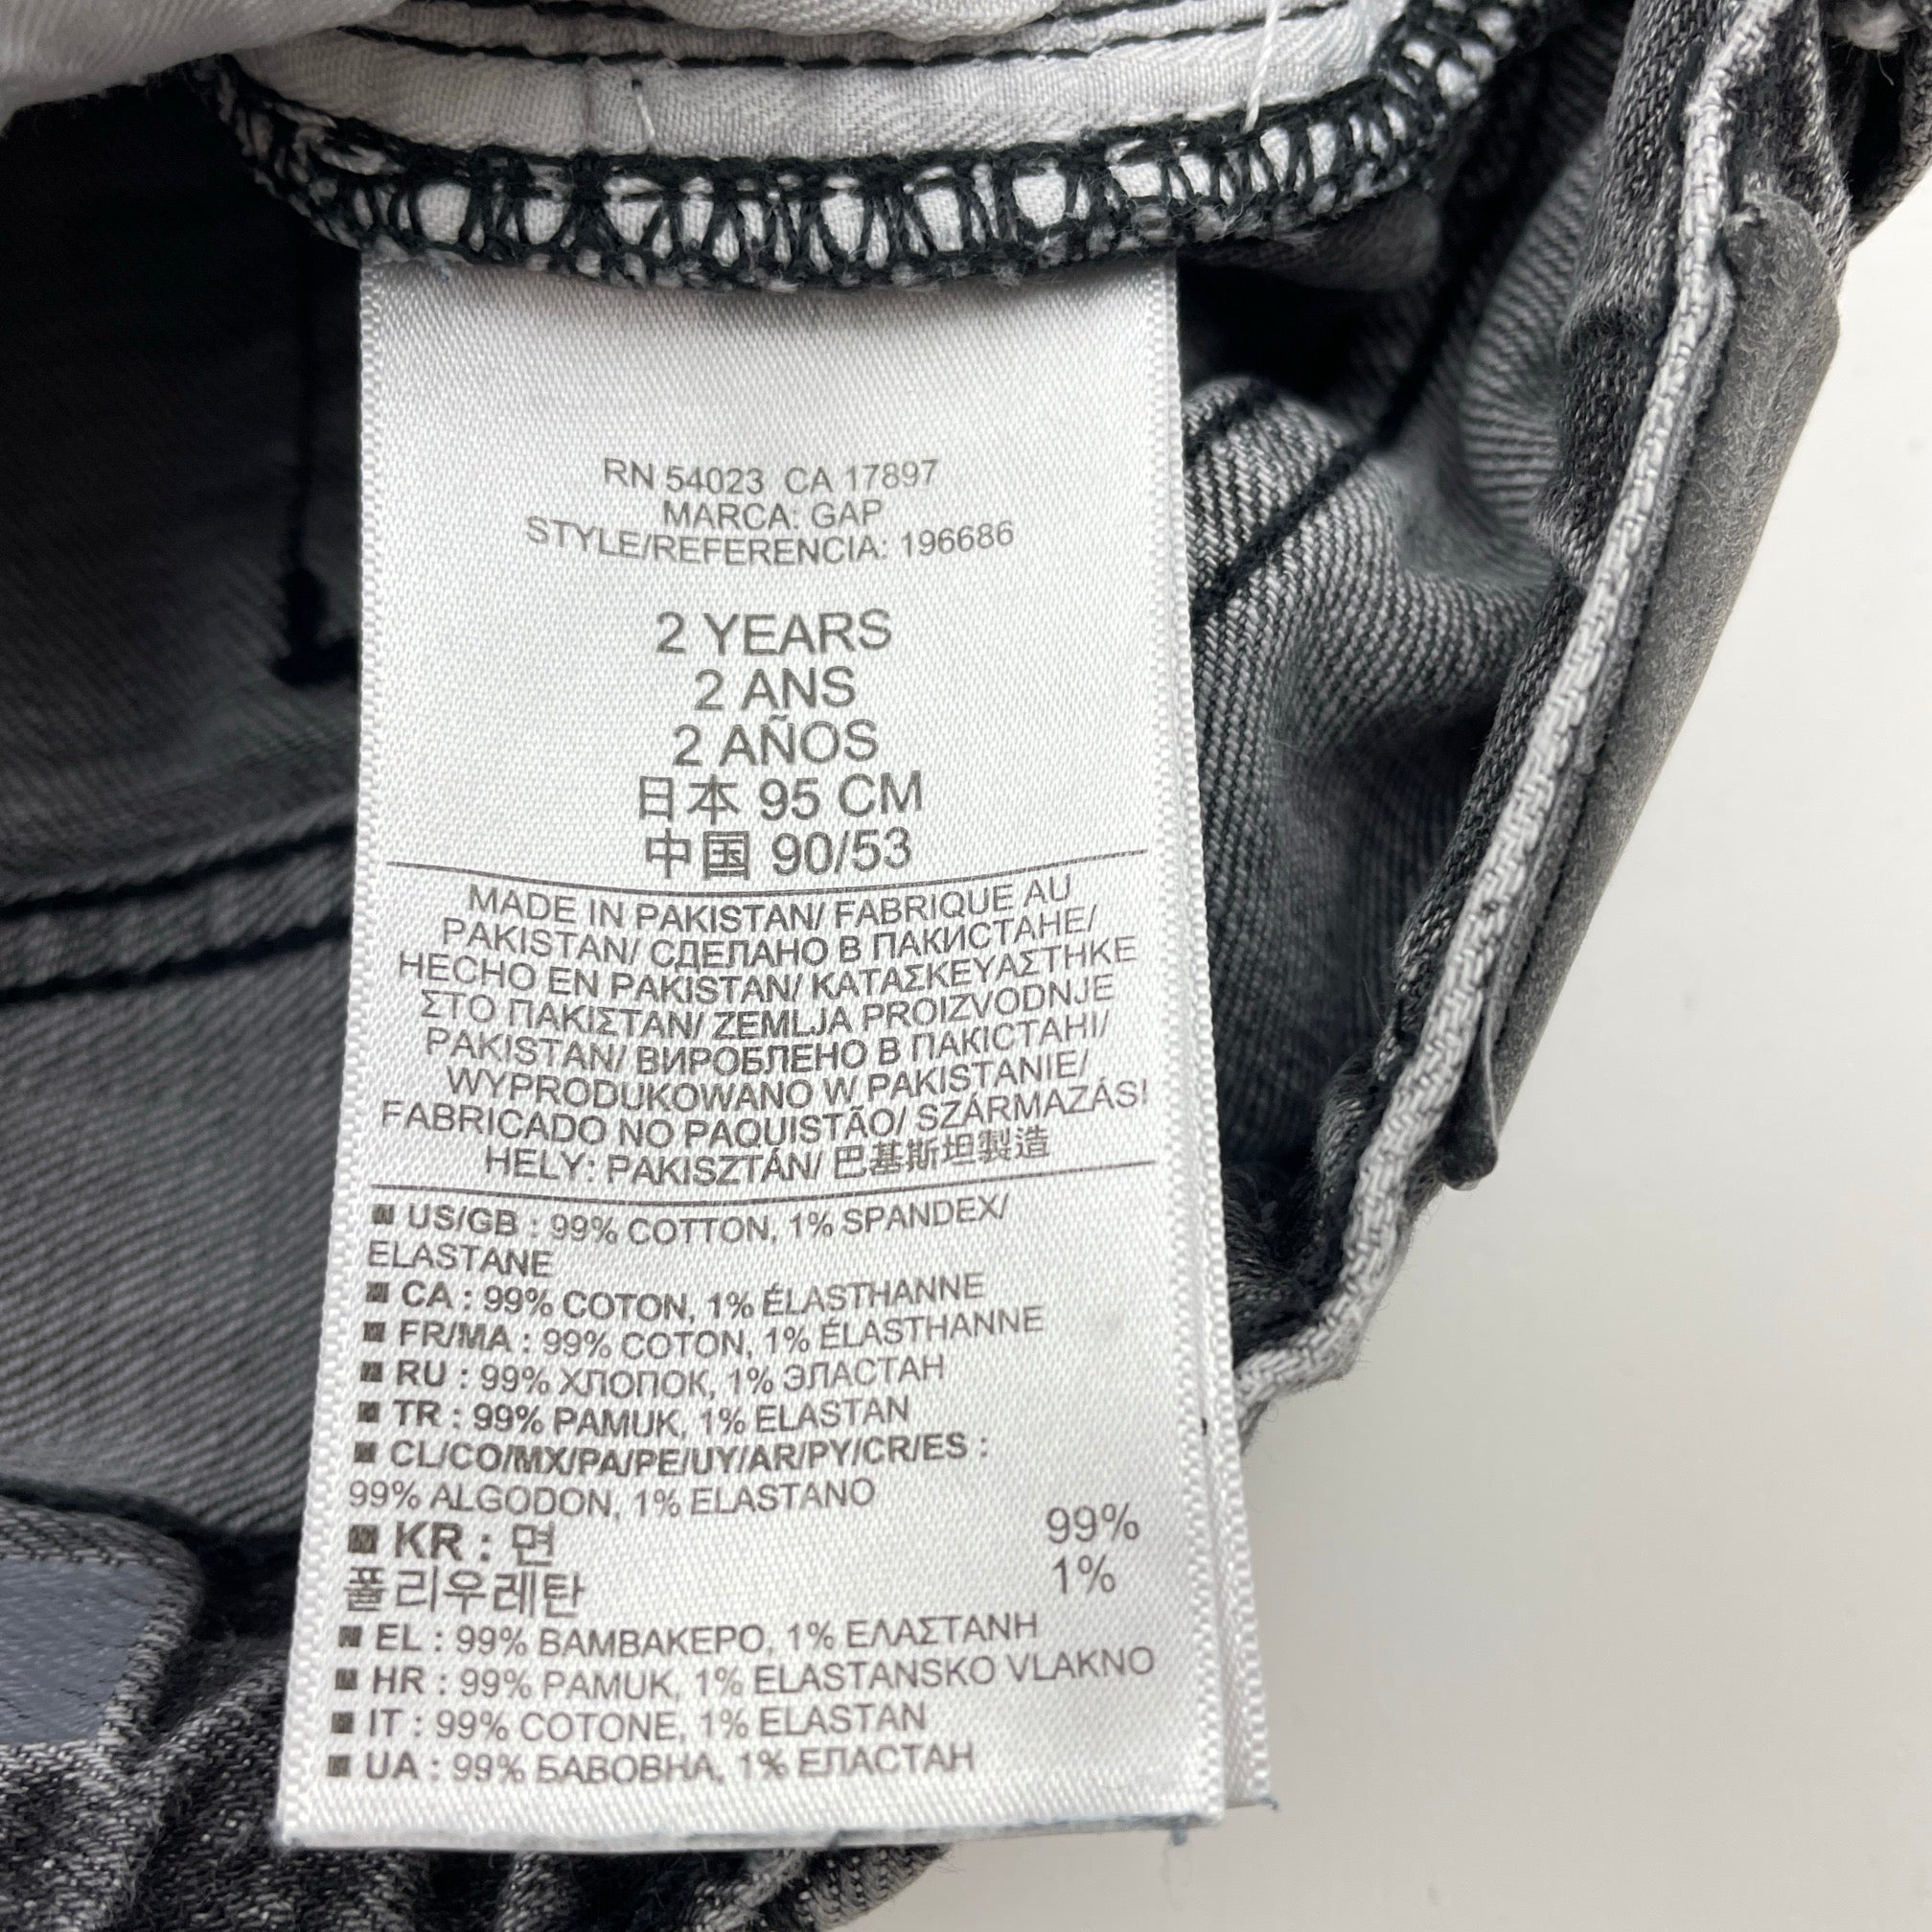 RN 54023 CA 17897
MARCA: GAP
STYLE/REFERENCIA: 196686
2 YEARS
2 ANS
2 AÑOS
日本 95 CM
中国 90/53
MADE IN PAKISTAN/ FABRIQUE AU
PAKISTAN/ СДЕЛАНО В ПАКИСТАНЕ/
HECHO EN PAKISTAN/ ΚΑΤΑΣΚΕΥΑΣΤΗΚΕ
ΣΤΟ ΠΑΚΙΣΤΑΝ/ ZEMLJA PROIZVODNJE
PAKISTAN/ ВИРОБЛЕНО В ПАКІСТАНІ/
WYPRODUKOWANO W PAKISTANIE/
FABRICADO NO PAQUISTÃO/ SZÁRMAZÁSI
HELY: PAKISZTÁN/ 巴基斯坦製造
■ US/GB : 99% COTTON, 1% SPANDEX/
ELASTANE
■ CA : 99% COTON, 1% ÉLASTHANNE
■ FR/MA : 99% COTON, 1% ÉLASTHANNE
■ RU : 99% ХЛОПОК, 1% ЭЛАСТАН
■ TR : 99% PAMUK, 1% ELASTAN
■ CL/CO/MX/PA/PE/UY/AR/PY/CR/ES :
99% ALGODON, 1% ELASTANO
■ KR : 면 99%
폴리우레탄 1%
■ EL : 99% ΒΑΜΒΑΚΕΡΟ, 1% ΕΛΑΣΤΑΝΗ
■ HR : 99% PAMUK, 1% ELASTANSKO VLAKNO
■ IT : 99% COTONE, 1% ELASTAN
■ UA : 99% БАВОВНА, 1% ЕЛАСТАН